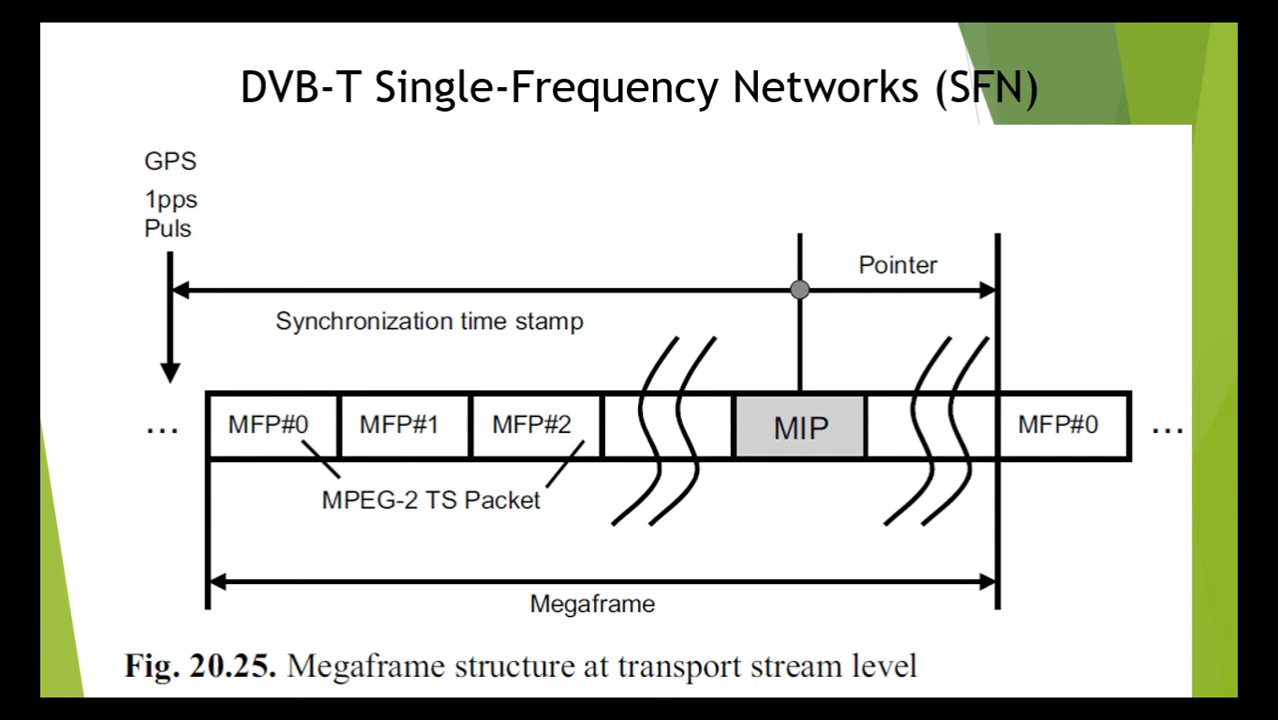 DVB-T Single-Frequency Networks (SFN)
GPS
1pps
Puls
Pointer
Synchronization time stamp
... MFP#0 MFP#1 MFP#2 MIP MFP#0 ...
MPEG-2 TS Packet
Megaframe
Fig. 20.25. Megaframe structure at transport stream level